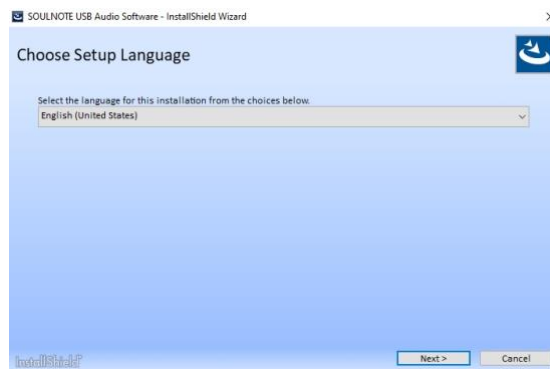 SOULNOTE USB Audio Software - InstallShield Wizard
Choose Setup Language
Select the language for this installation from the choices below.
English (United States)
InstallShield
Next >
Cancel